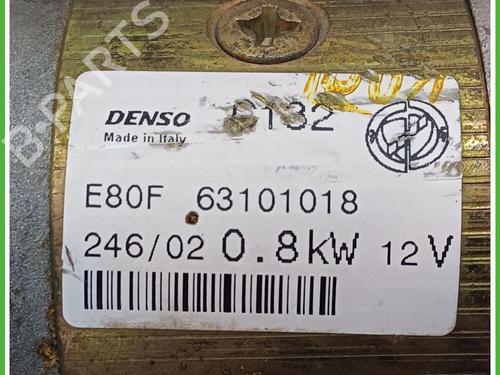 B-PARTS
DENSO
Made in Italy
E80F 63101018
246/02 0.8kW 12V